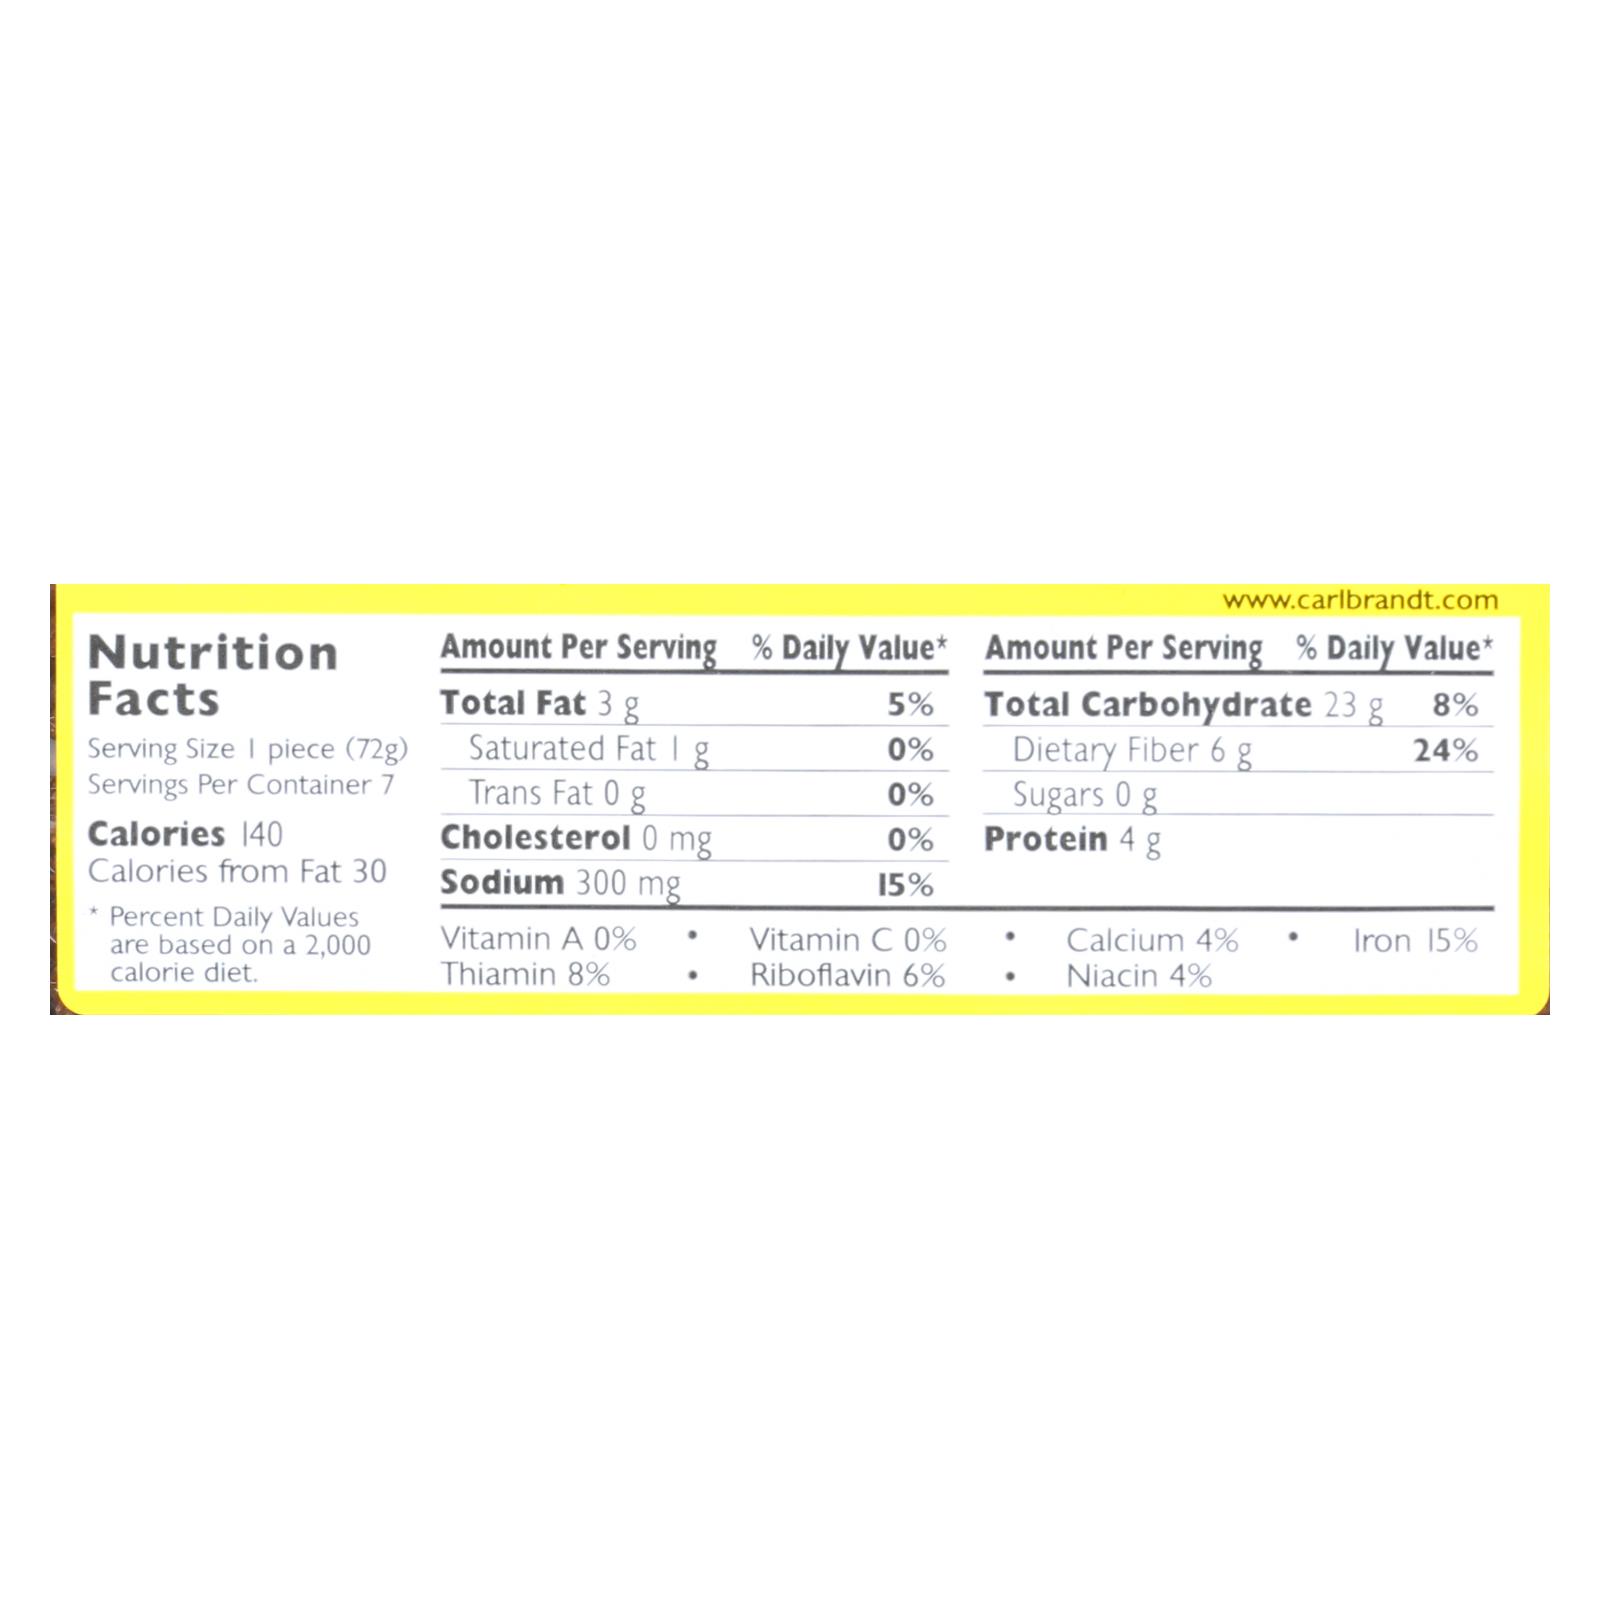 www.carlbrandt.com
Nutrition
Facts
Serving Size 1 piece (72g)
Servings Per Container 7
Calories 140
Calories from Fat 30
* Percent Daily Values
are based on a 2,000
calorie diet.
Amount Per Serving % Daily Value*
Total Fat 3 g 5%
Saturated Fat 1 g 0%
Trans Fat 0 g 0%
Cholesterol 0 mg 0%
Sodium 300 mg 15%
Amount Per Serving % Daily Value*
Total Carbohydrate 23 g 8%
Dietary Fiber 6 g 24%
Sugars 0 g
Protein 4 g
Vitamin A 0% • Vitamin C 0% • Calcium 4% • Iron 15%
Thiamin 8% • Riboflavin 6% • Niacin 4%